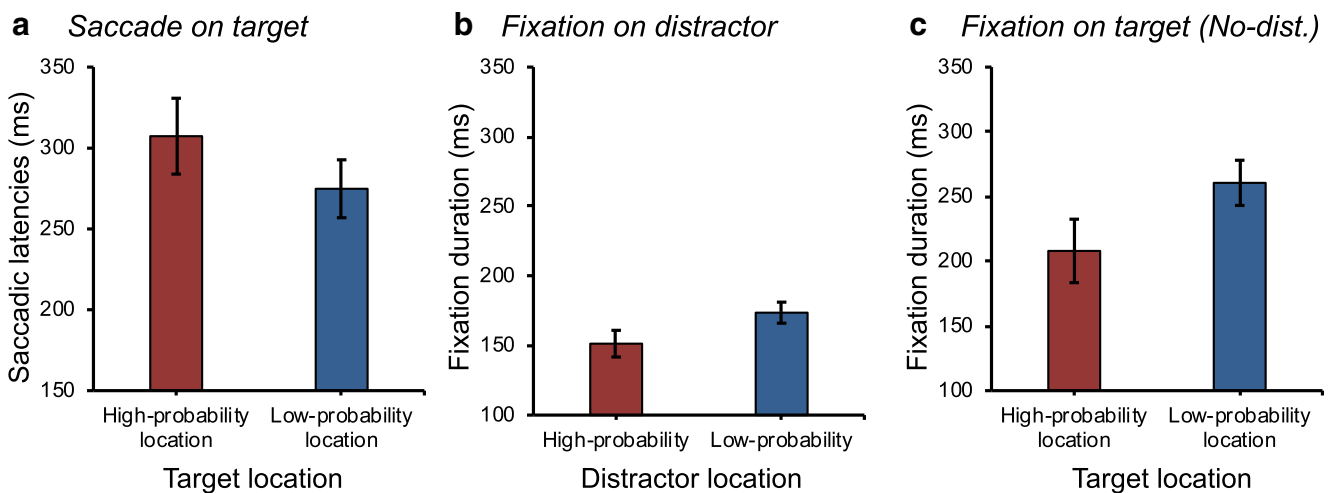 a Saccade on target
Saccadic latencies (ms)
350
300
250
200
150
High-probability location
Low-probability location
Target location
b Fixation on distractor
Fixation duration (ms)
350
300
250
200
150
100
High-probability
Low-probability
Distractor location
c Fixation on target (No-dist.)
Fixation duration (ms)
350
300
250
200
150
100
High-probability
location
Low-probability
location
Target location